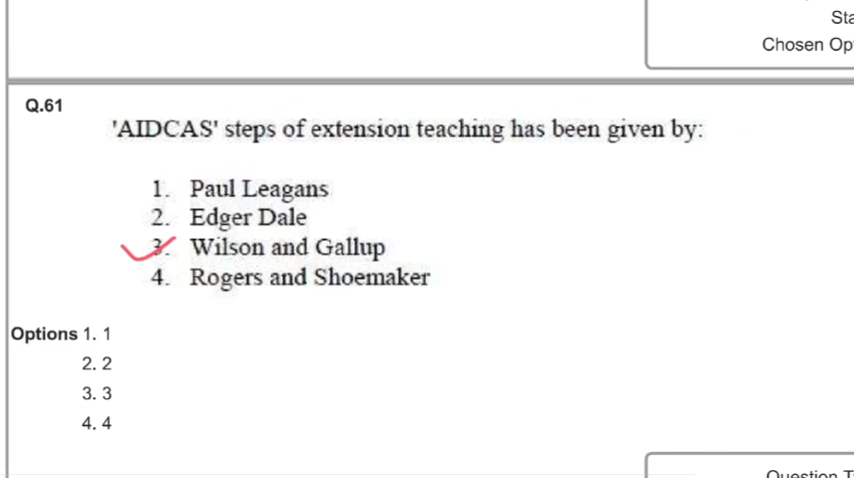 Sta
Chosen Op
Q.61
'AIDCAS' steps of extension teaching has been given by:
1. Paul Leagans
2. Edger Dale
3. Wilson and Gallup
4. Rogers and Shoemaker
Options 1. 1
2. 2
3. 3
4. 4
Question T